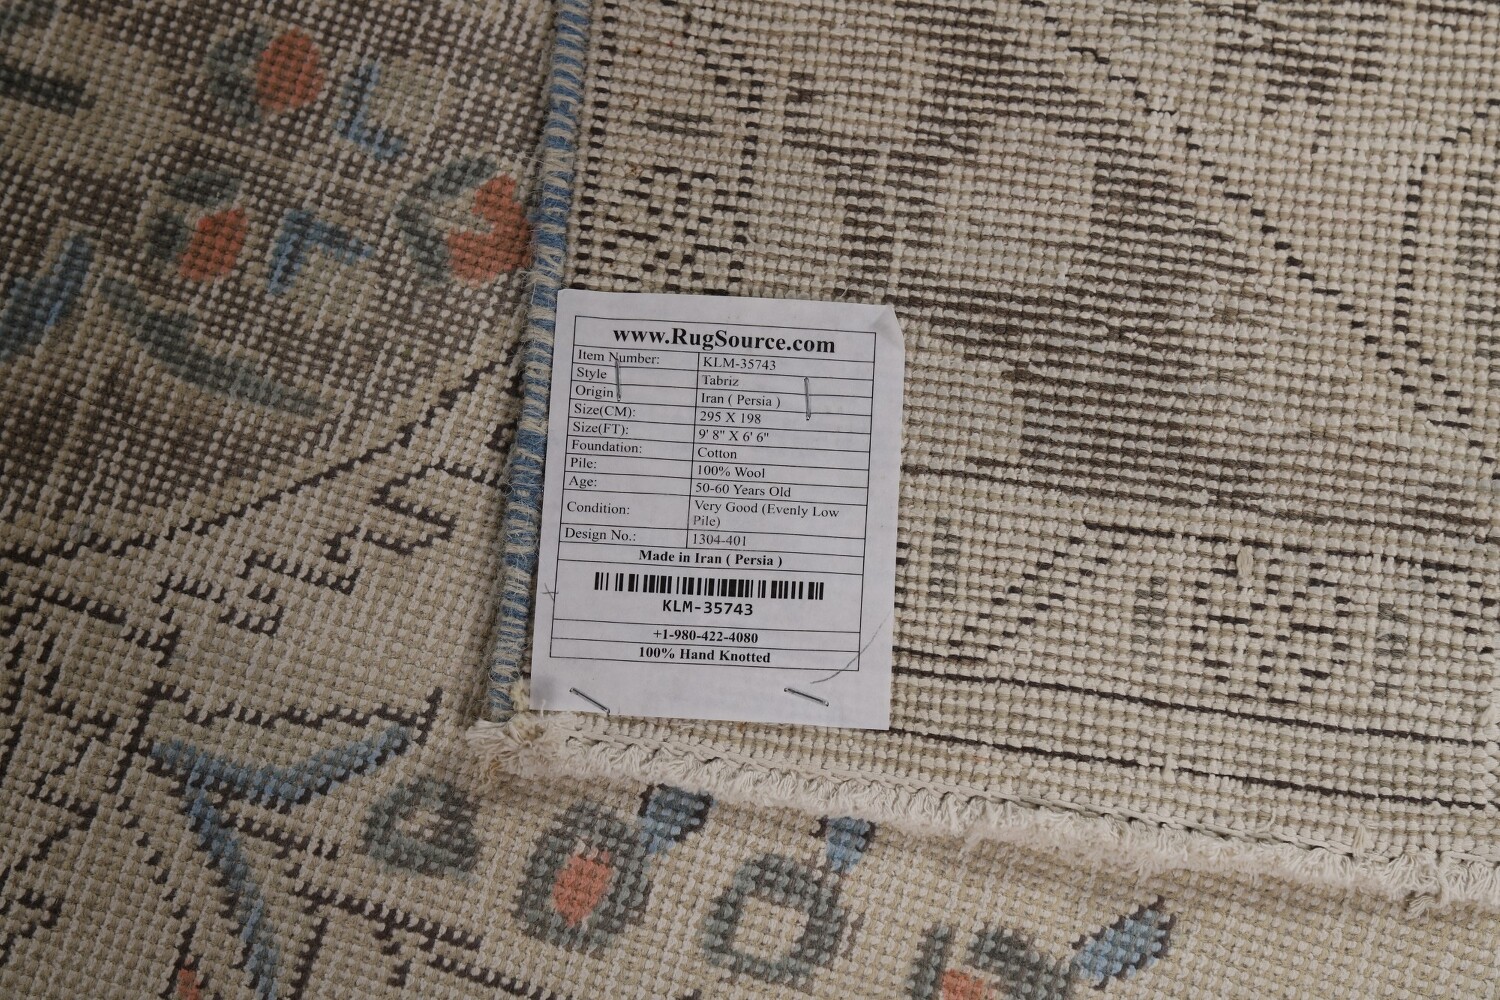 www.RugSource.com
Item Number: KLM-35743
Style Tabriz
Origin Iran ( Persia )
Size(CM): 295 X 198
Size(FT): 9' 8" X 6' 6"
Foundation: Cotton
Pile: 100% Wool
Age: 50-60 Years Old
Condition: Very Good (Evenly Low
Pile)
Design No.: 1304-401
Made in Iran ( Persia )
KLM-35743
+1-980-422-4080
100% Hand Knotted